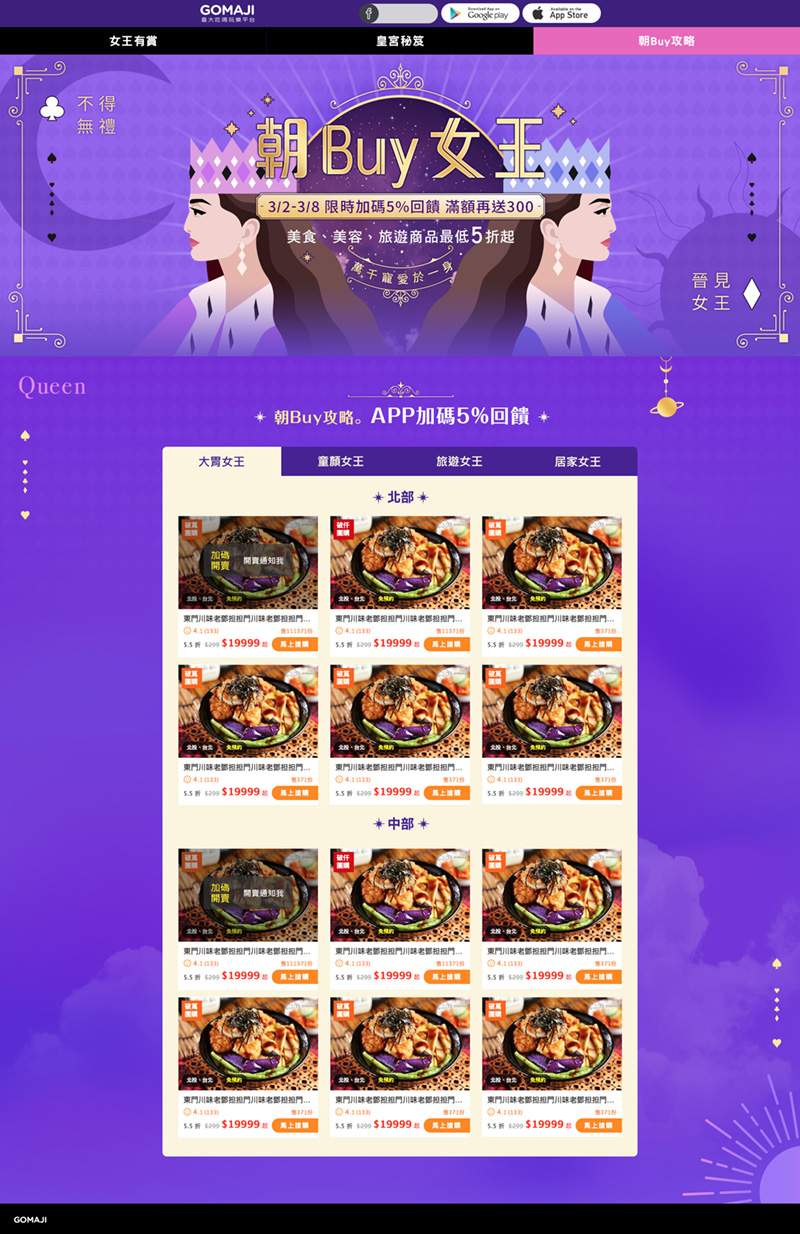 GOMAJI
最大吃喝玩樂平台
f
Download App on
Google play
Available on the
App Store
女王有賞
皇宮秘笈
朝Buy攻略
不得
無禮
朝Buy女王
3/2-3/8 限時加碼5%回饋 滿額再送300
美食、美容、旅遊商品最低5折起
萬千寵愛於一身
晉見
女王
Queen
朝Buy攻略。APP加碼5%回饋
大胃女王
童顏女王
旅遊女王
居家女王
北部
破萬
團購
加碼
開賣
開賣通知我
北投、台北 免預約
東門川味老鄧担担門川味老鄧担担門...
4.1 (133) 售111371份
5.5 折 $299 $19999 起 馬上搶購
破仟
團購
北投、台北 免預約
東門川味老鄧担担門川味老鄧担担門...
4.1 (133) 售11371份
5.5 折 $299 $19999 起 馬上搶購
破萬
團購
北投、台北 免預約
東門川味老鄧担担門川味老鄧担担門...
4.1 (133) 售371份
5.5 折 $299 $19999 起 馬上搶購
破萬
團購
北投、台北 免預約
東門川味老鄧担担門川味老鄧担担門...
4.1 (133) 售371份
5.5 折 $299 $19999 起 馬上搶購
北投、台北 免預約
東門川味老鄧担担門川味老鄧担担門...
4.1 (133) 售371份
5.5 折 $299 $19999 起 馬上搶購
破萬
團購
北投、台北 免預約
東門川味老鄧担担門川味老鄧担担門...
4.1 (133) 售371份
5.5 折 $299 $19999 起 馬上搶購
中部
破萬
團購
加碼
開賣
開賣通知我
北投、台北 免預約
東門川味老鄧担担門川味老鄧担担門...
4.1 (133) 售111371份
5.5 折 $299 $19999 起 馬上搶購
破仟
團購
北投、台北 免預約
東門川味老鄧担担門川味老鄧担担門...
4.1 (133) 售11371份
5.5 折 $299 $19999 起 馬上搶購
破萬
團購
北投、台北 免預約
東門川味老鄧担担門川味老鄧担担門...
4.1 (133) 售371份
5.5 折 $299 $19999 起 馬上搶購
破萬
團購
北投、台北 免預約
東門川味老鄧担担門川味老鄧担担門...
4.1 (133) 售371份
5.5 折 $299 $19999 起 馬上搶購
破萬
團購
北投、台北 免預約
東門川味老鄧担担門川味老鄧担担門...
4.1 (133) 售371份
5.5 折 $299 $19999 起 馬上搶購
破萬
團購
北投、台北 免預約
東門川味老鄧担担門川味老鄧担担門...
4.1 (133) 售371份
5.5 折 $299 $19999 起 馬上搶購
GOMAJI